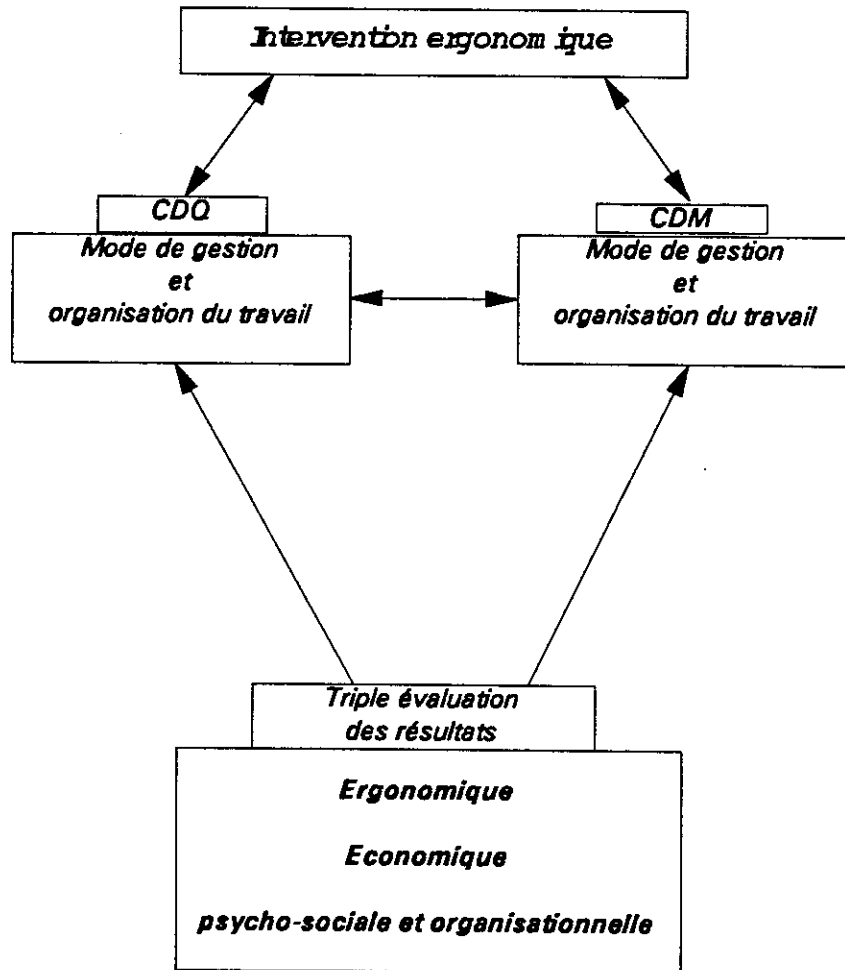 Intervention ergonomique
CDQ
Mode de gestion
et
organisation du travail
CDM
Mode de gestion
et
organisation du travail
Triple évaluation
des résultats
Ergonomique
Economique
psycho-sociale et organisationnelle